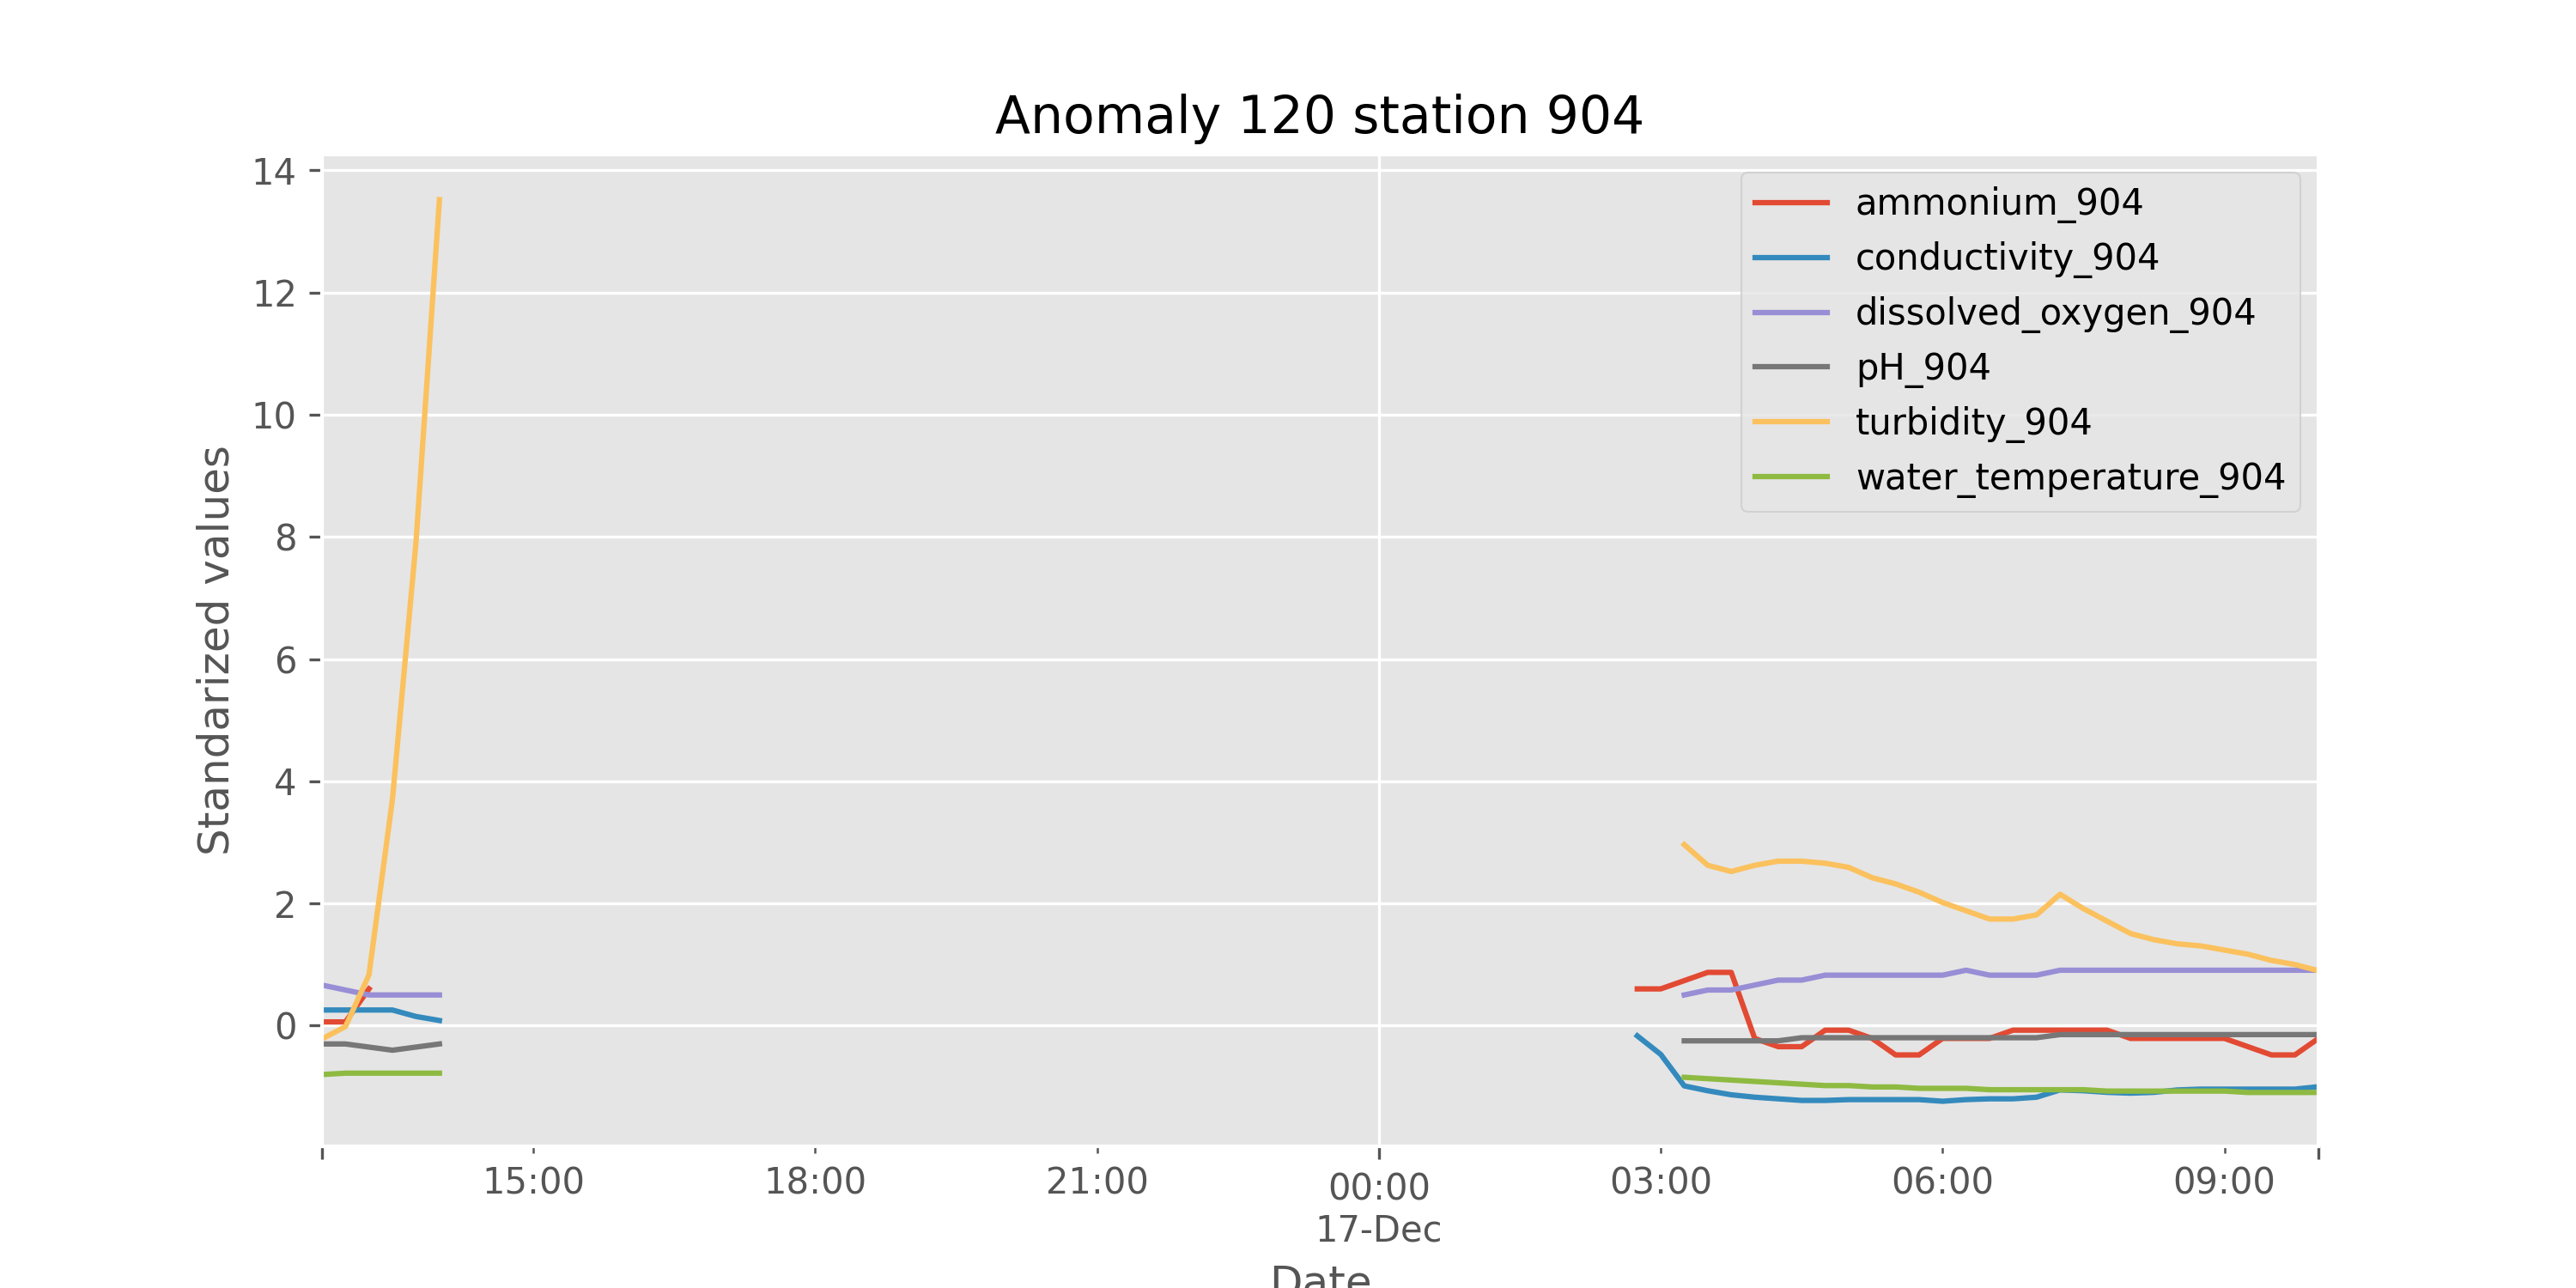 Anomaly 120 station 904
14
12
10
8
6
4
2
0
Standarized values
ammonium_904
conductivity_904
dissolved_oxygen_904
pH_904
turbidity_904
water_temperature_904
15:00
18:00
21:00
00:00
17-Dec
03:00
06:00
09:00
Date